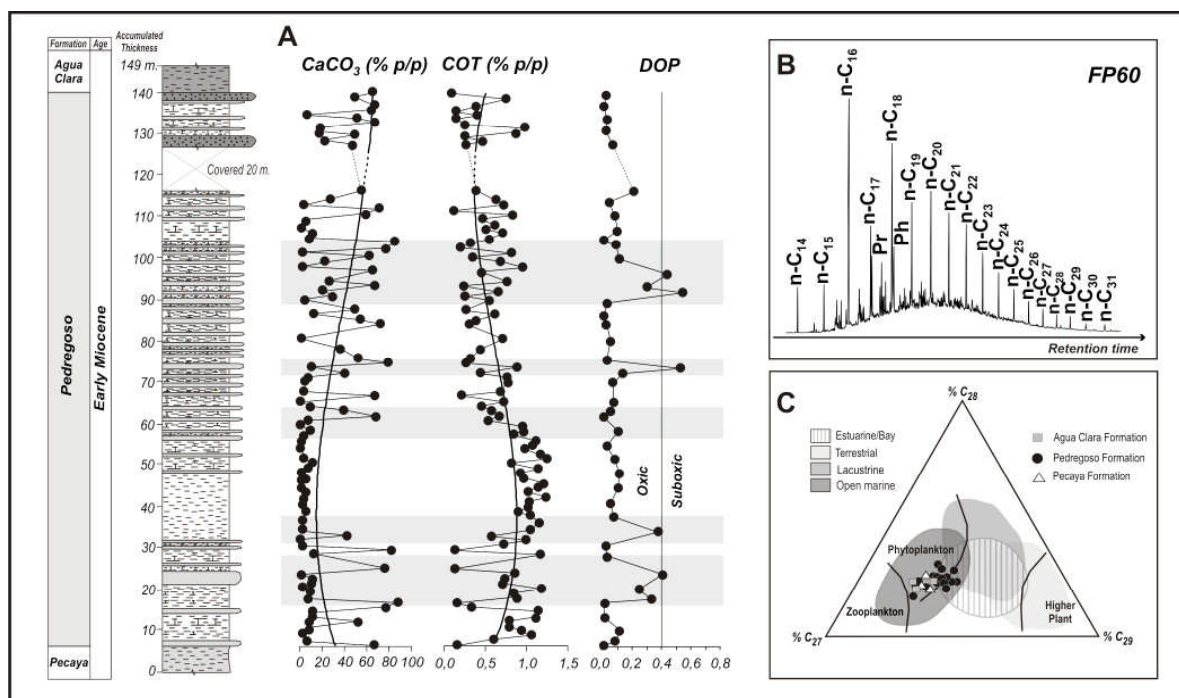 Formation Age Accumulated Thickness
Agua Clara
149 m.
Pedregoso
Early Miocene
Pecaya
140
130
120
110
100
90
80
70
60
50
40
30
20
10
0
Covered 20 m.
A
CaCO₃ (% p/p) COT (% p/p) DOP
Oxic
Suboxic
0 20 40 60 80 100 0 0,5 1,0 1,5 0,0 0,2 0,4 0,6 0,8
B
FP60
n-C₁₄
n-C₁₅
n-C₁₆
n-C₁₇
Pr
n-C₁₈
Ph
n-C₁₉
n-C₂₀
n-C₂₁
n-C₂₂
n-C₂₃
n-C₂₄
n-C₂₅
n-C₂₆
n-C₂₇
n-C₂₈
n-C₂₉
n-C₃₀
n-C₃₁
Retention time
C
% C₂₈
Estuarine/Bay
Terrestrial
Lacustrine
Open marine
Agua Clara Formation
Pedregoso Formation
Pecaya Formation
Phytoplankton
Zooplankton
Higher Plant
% C₂₇
% C₂₉